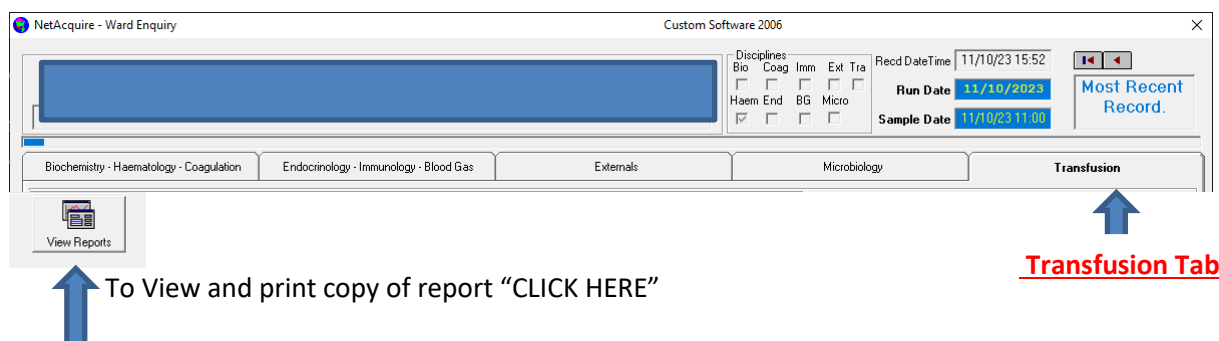 NetAcquire - Ward Enquiry Custom Software 2006
Disciplines
Bio Coag Imm Ext Tra
Haem End BG Micro
Recd DateTime 11/10/23 15:52
Run Date 11/10/2023
Sample Date 11/10/23 11:00
Most Recent
Record.
Biochemistry - Haematology - Coagulation Endocrinology - Immunology - Blood Gas Externals Microbiology Transfusion
View Reports
Transfusion Tab
To View and print copy of report “CLICK HERE”